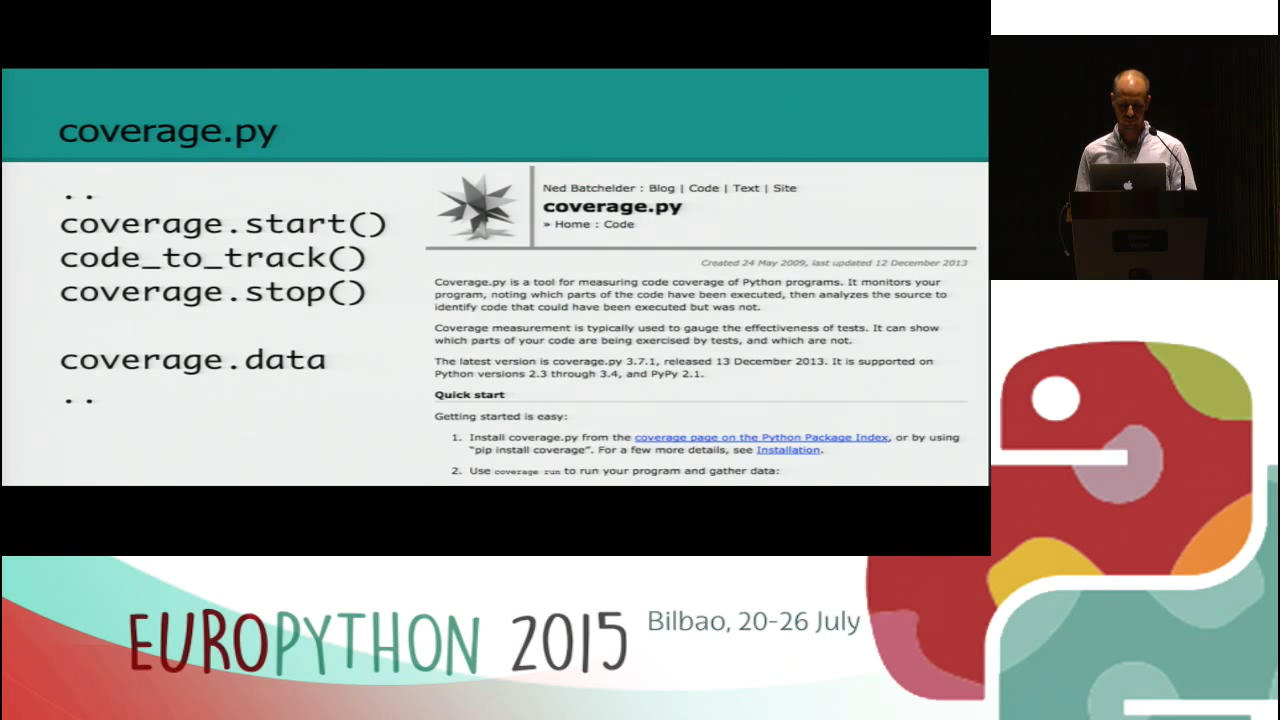 coverage.py
..
coverage.start()
code_to_track()
coverage.stop()
coverage.data
..
Ned Batchelder : Blog | Code | Text | Site
coverage.py
» Home : Code
Created 24 May 2009, last updated 12 December 2013
Coverage.py is a tool for measuring code coverage of Python programs. It monitors your
program, noting which parts of the code have been executed, then analyzes the source to
identify code that could have been executed but was not.
Coverage measurement is typically used to gauge the effectiveness of tests. It can show
which parts of your code are being exercised by tests, and which are not.
The latest version is coverage.py 3.7.1, released 13 December 2013. It is supported on
Python versions 2.3 through 3.4, and PyPy 2.1.
Quick start
Getting started is easy:
1. Install coverage.py from the coverage page on the Python Package Index, or by using
"pip install coverage". For a few more details, see Installation.
2. Use coverage run to run your program and gather data:
EUROPYTHON 2015
Bilbao, 20-26 July